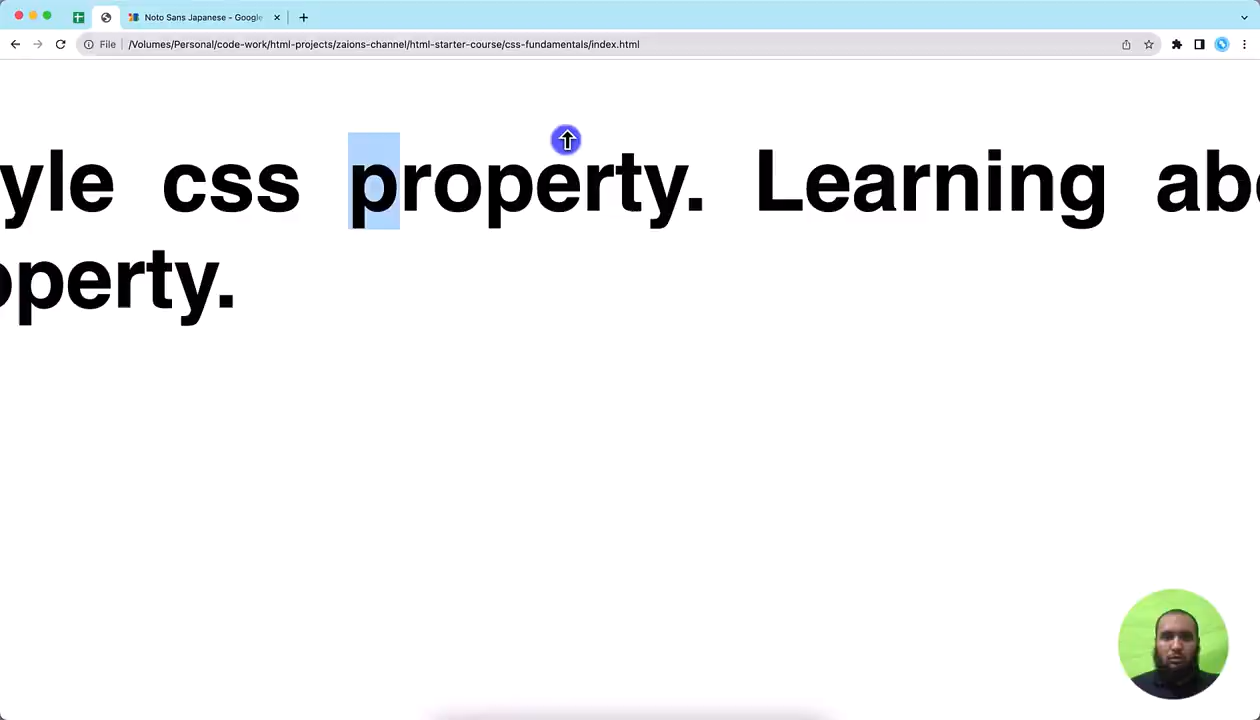 Noto Sans Japanese - Google
File
/Volumes/Personal/code-work/html-projects/zaions-channel/html-starter-course/css-fundamentals/index.html
yle css property. Learning abo
operty.